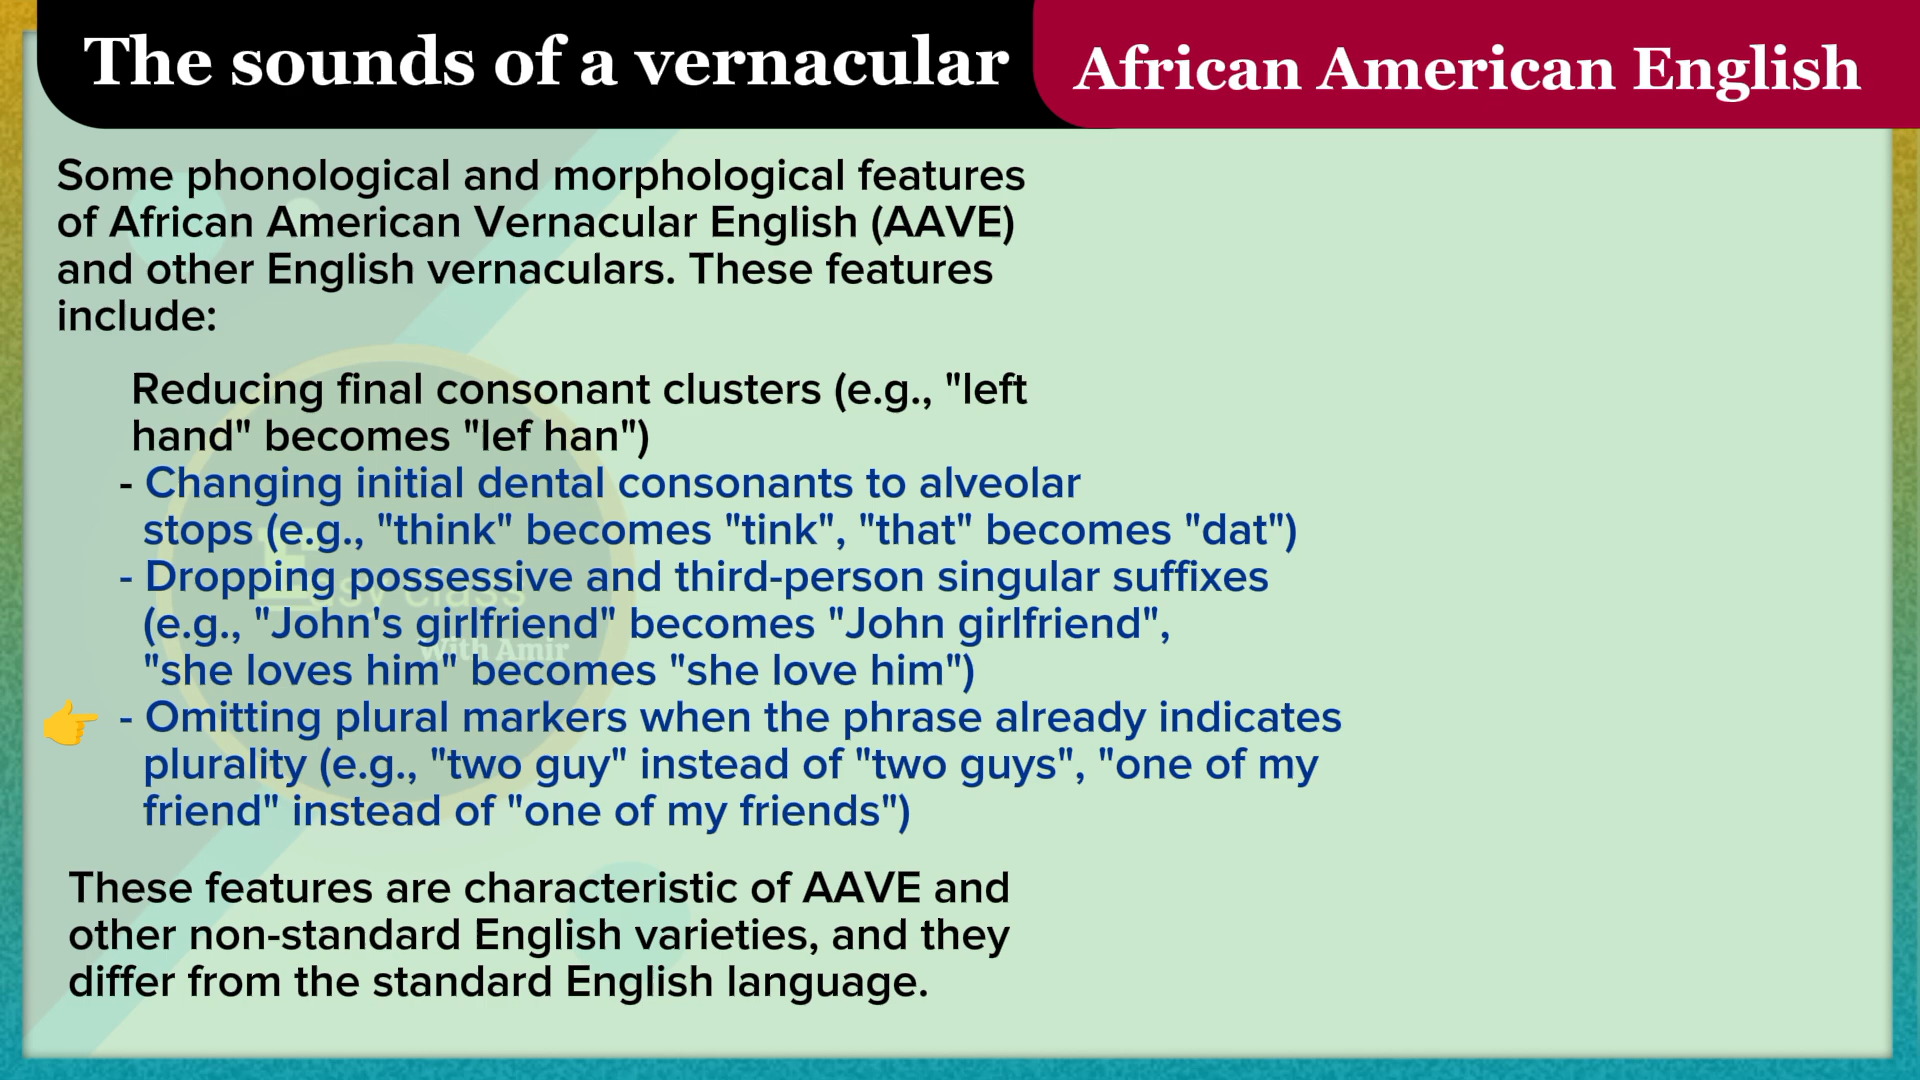 The sounds of a vernacular
African American English
Some phonological and morphological features
of African American Vernacular English (AAVE)
and other English vernaculars. These features
include:
Reducing final consonant clusters (e.g., "left
hand" becomes "lef han")
- Changing initial dental consonants to alveolar
stops (e.g., "think" becomes "tink", "that" becomes "dat")
- Dropping possessive and third-person singular suffixes
(e.g., "John's girlfriend" becomes "John girlfriend",
"she loves him" becomes "she love him")
- Omitting plural markers when the phrase already indicates
plurality (e.g., "two guy" instead of "two guys", "one of my
friend" instead of "one of my friends")
These features are characteristic of AAVE and
other non-standard English varieties, and they
differ from the standard English language.
class
With Amir